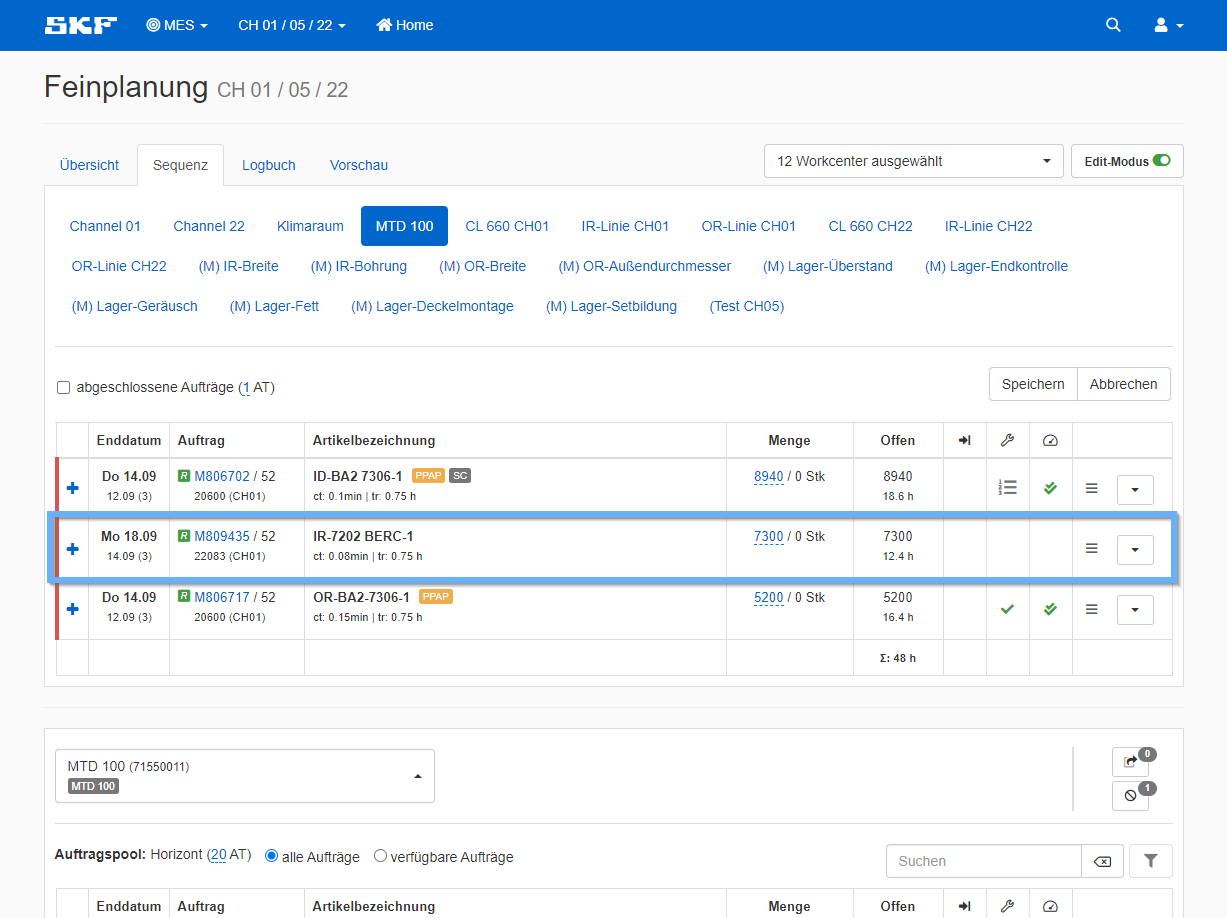 SKF MES CH 01 / 05 / 22 Home
Feinplanung CH 01 / 05 / 22
Übersicht Sequenz Logbuch Vorschau 12 Workcenter ausgewählt Edit-Modus
Channel 01 Channel 22 Klimaraum MTD 100 CL 660 CH01 IR-Linie CH01 OR-Linie CH01 CL 660 CH22 IR-Linie CH22
OR-Linie CH22 (M) IR-Breite (M) IR-Bohrung (M) OR-Breite (M) OR-Außendurchmesser (M) Lager-Überstand (M) Lager-Endkontrolle
(M) Lager-Geräusch (M) Lager-Fett (M) Lager-Deckelmontage (M) Lager-Setbildung (Test CH05)
abgeschlossene Aufträge (1 AT) Speichern Abbrechen
Enddatum Auftrag Artikelbezeichnung Menge Offen
Do 14.09 R M806702 / 52 ID-BA2 7306-1 PPAP SC 8940 / 0 Stk 8940
12.09 (3) 20600 (CH01) ct: 0.1min | tr: 0.75 h 18.6 h
Mo 18.09 R M809435 / 52 IR-7202 BERC-1 7300 / 0 Stk 7300
14.09 (3) 22083 (CH01) ct: 0.08min | tr: 0.75 h 12.4 h
Do 14.09 R M806717 / 52 OR-BA2-7306-1 PPAP 5200 / 0 Stk 5200
12.09 (3) 20600 (CH01) ct: 0.15min | tr: 0.75 h 16.4 h
Σ: 48 h
MTD 100 (71550011) 0
MTD 100 1
Auftragspool: Horizont (20 AT) alle Aufträge verfügbare Aufträge Suchen
Enddatum Auftrag Artikelbezeichnung Menge Offen